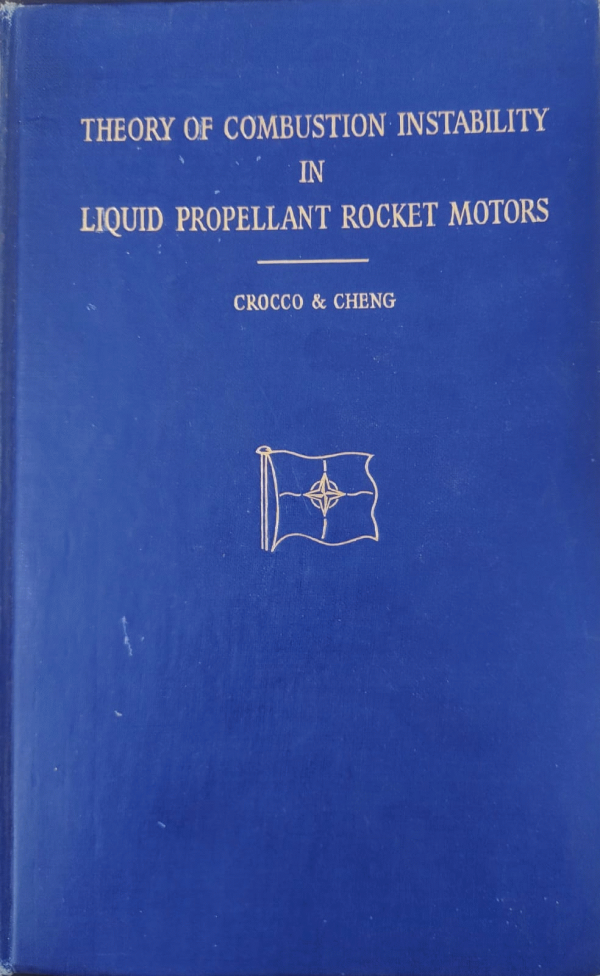 THEORY OF COMBUSTION INSTABILITY
IN
LIQUID PROPELLANT ROCKET MOTORS
CROCCO & CHENG